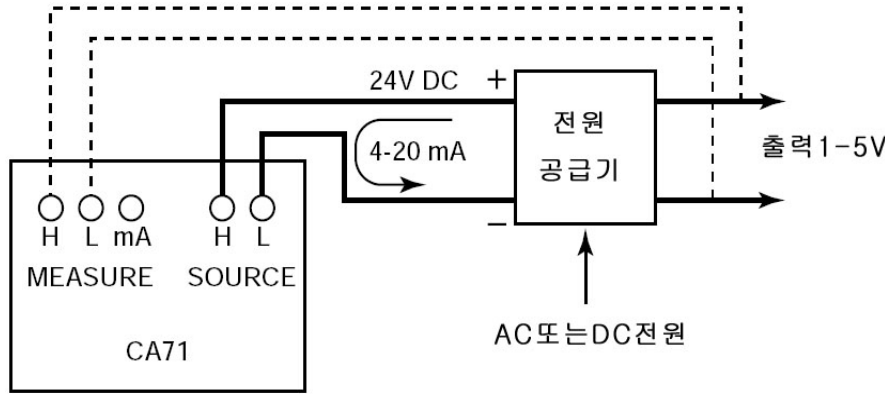 24V DC
+
4-20 mA
전원
공급기
출력1-5V
H L mA H L
−
MEASURE SOURCE
AC또는DC전원
CA71